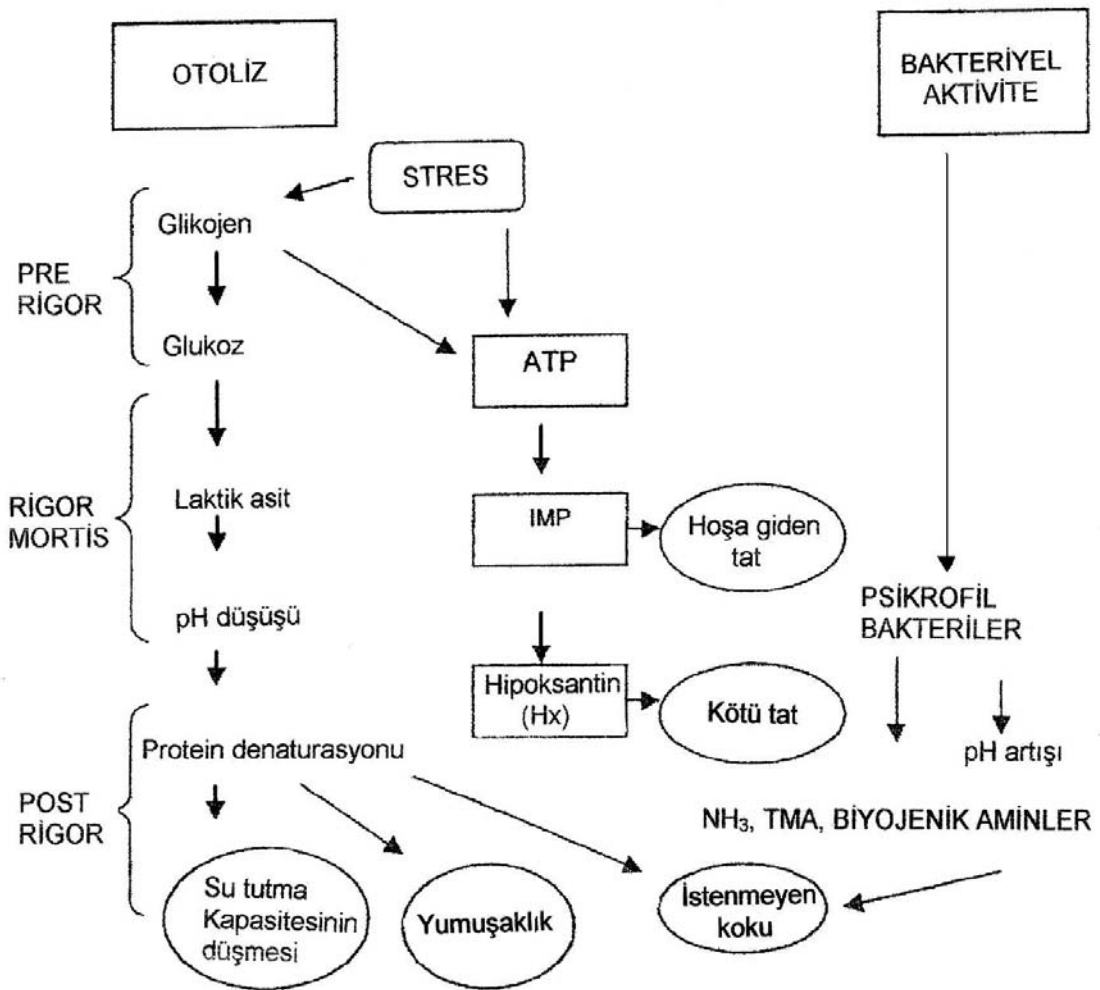 OTOLİZ
BAKTERİYEL
AKTİVİTE
STRES
Glikojen
PRE
RİGOR
Glukoz
ATP
RİGOR
MORTİS
Laktik asit
IMP
Hoşa giden
tat
pH düşüşü
PSİKROFİL
BAKTERİLER
Hipoksantin
(Hx)
Kötü tat
pH artışı
Protein denaturasyonu
POST
RİGOR
NH₃, TMA, BİYOJENİK AMİNLER
Su tutma
Kapasitesinin
düşmesi
Yumuşaklık
İstenmeyen
koku